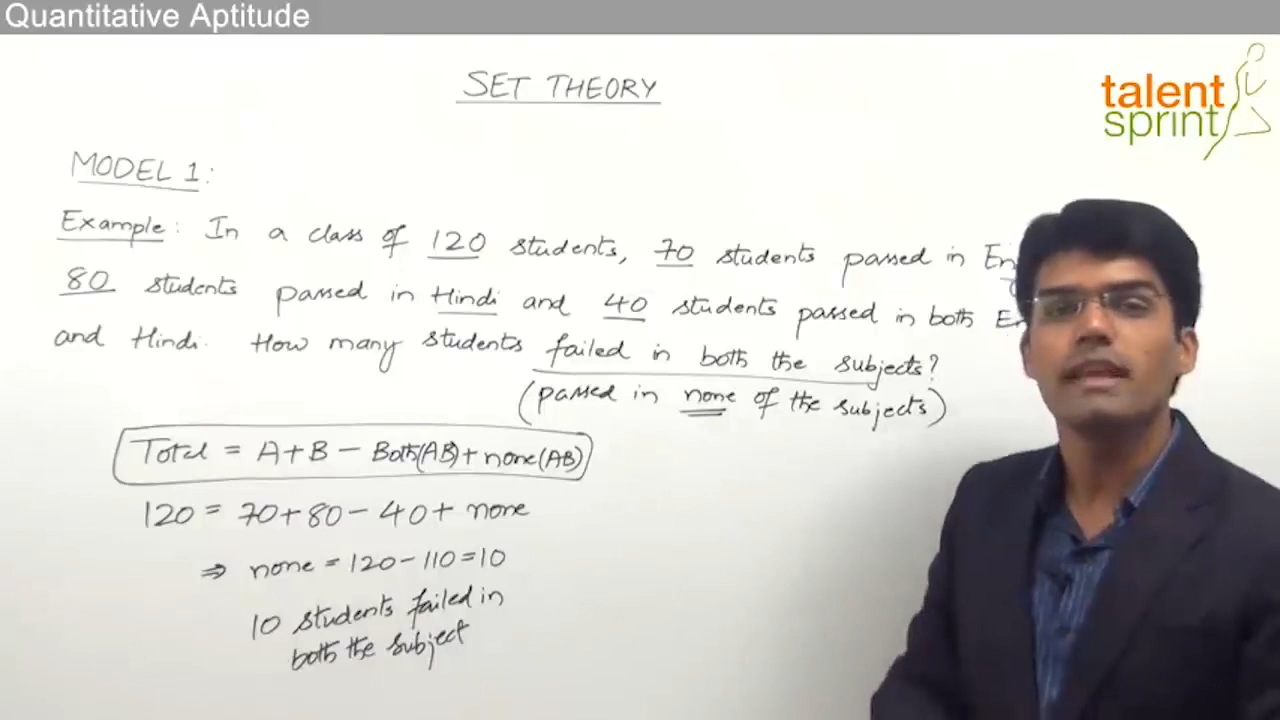 Quantitative Aptitude
SET THEORY
talent
sprint
MODEL 1:
Example: In a class of 120 students, 70 students passed in
80 students passed in Hindi and 40 students passed in both
and Hindi. How many students failed in both the subjects?
(passed in none of the subjects)
Total = A+B - Both(AB)+none(AB)
120 = 70+80-40+ none
⇒ none = 120-110=10
10 students failed in
both the subject